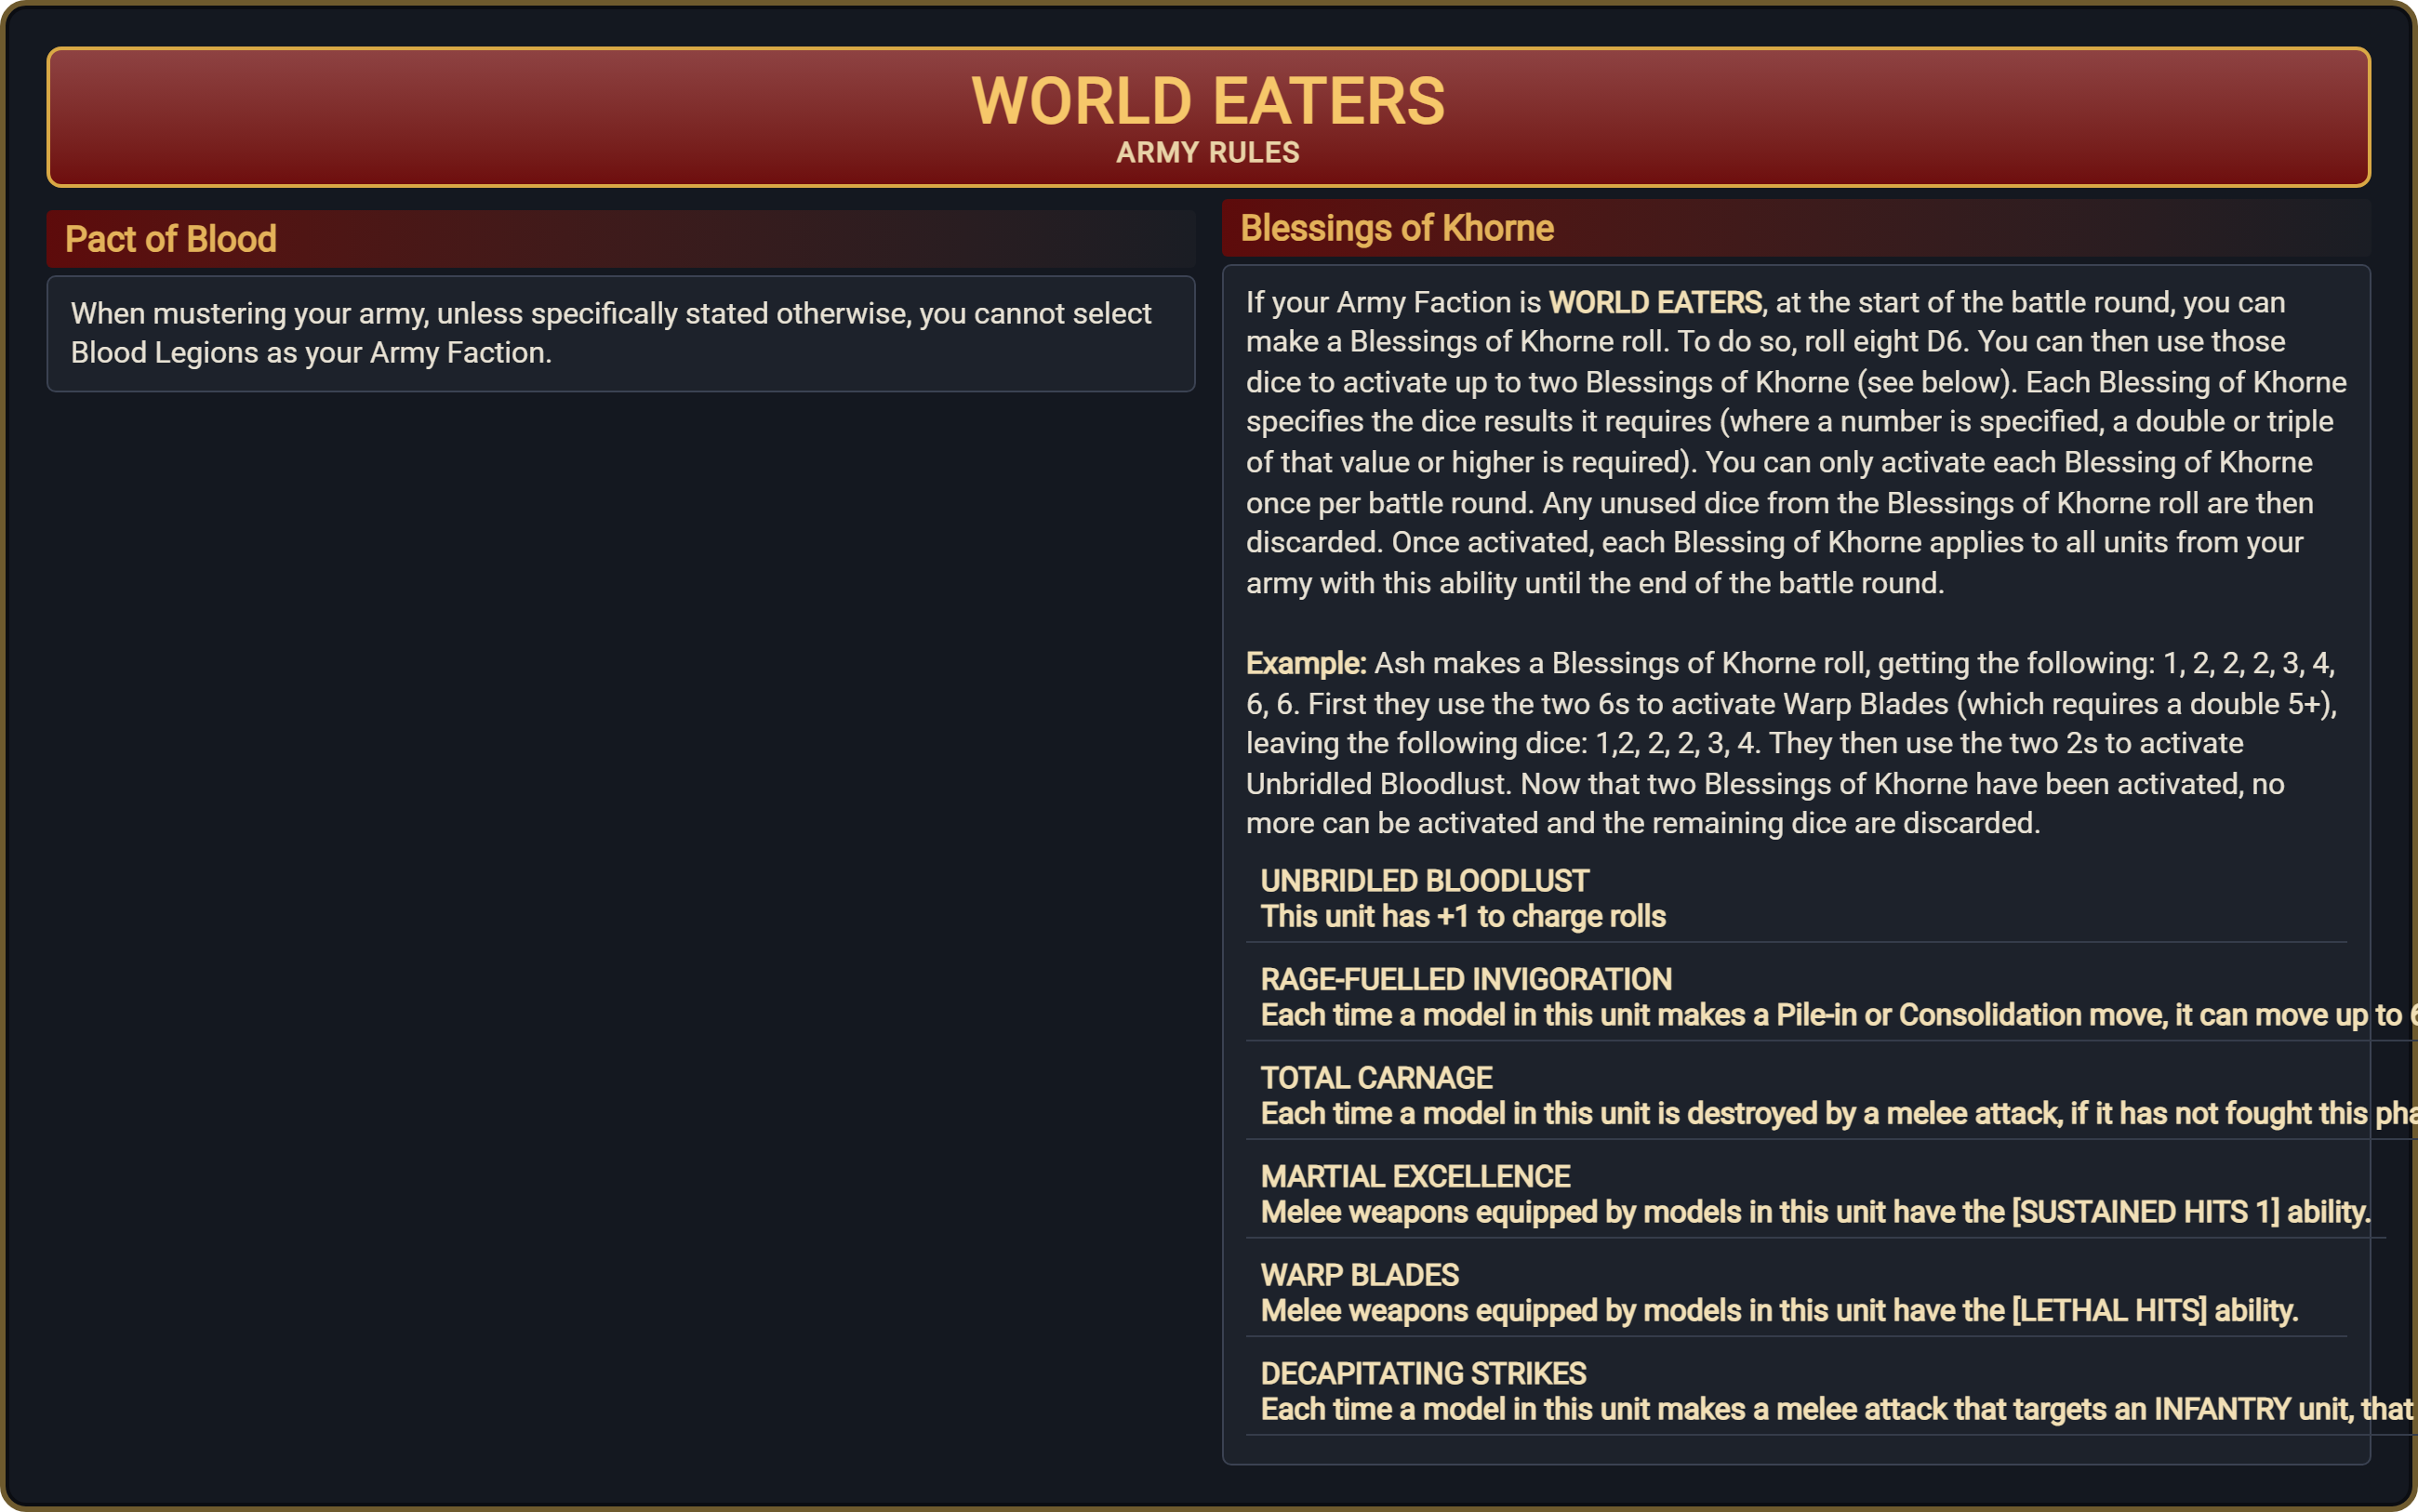 WORLD EATERS
ARMY RULES
Pact of Blood
When mustering your army, unless specifically stated otherwise, you cannot select
Blood Legions as your Army Faction.
Blessings of Khorne
If your Army Faction is WORLD EATERS, at the start of the battle round, you can
make a Blessings of Khorne roll. To do so, roll eight D6. You can then use those
dice to activate up to two Blessings of Khorne (see below). Each Blessing of Khorne
specifies the dice results it requires (where a number is specified, a double or triple
of that value or higher is required). You can only activate each Blessing of Khorne
once per battle round. Any unused dice from the Blessings of Khorne roll are then
discarded. Once activated, each Blessing of Khorne applies to all units from your
army with this ability until the end of the battle round.
Example: Ash makes a Blessings of Khorne roll, getting the following: 1, 2, 2, 2, 3, 4,
6, 6. First they use the two 6s to activate Warp Blades (which requires a double 5+),
leaving the following dice: 1,2, 2, 2, 3, 4. They then use the two 2s to activate
Unbridled Bloodlust. Now that two Blessings of Khorne have been activated, no
more can be activated and the remaining dice are discarded.
UNBRIDLED BLOODLUST
This unit has +1 to charge rolls
RAGE-FUELLED INVIGORATION
Each time a model in this unit makes a Pile-in or Consolidation move, it can move up to
TOTAL CARNAGE
Each time a model in this unit is destroyed by a melee attack, if it has not fought this
MARTIAL EXCELLENCE
Melee weapons equipped by models in this unit have the [SUSTAINED HITS 1] ability.
WARP BLADES
Melee weapons equipped by models in this unit have the [LETHAL HITS] ability.
DECAPITATING STRIKES
Each time a model in this unit makes a melee attack that targets an INFANTRY unit, that